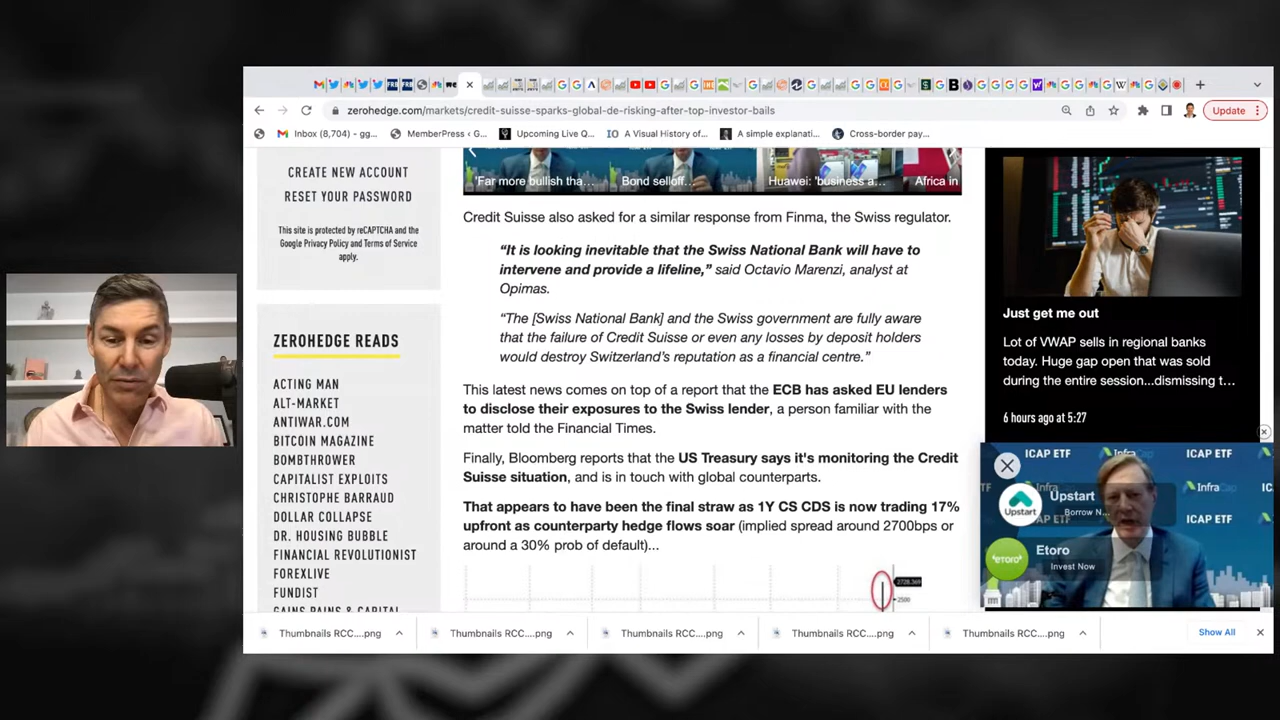 zerohedge.com/markets/credit-suisse-sparks-global-de-risking-after-top-investor-bails
Update
Inbox (8,704) – gg...
MemberPress ‹ G...
Upcoming Live Q...
A Visual History of...
A simple explanati...
Cross-border pay...
CREATE NEW ACCOUNT
RESET YOUR PASSWORD
This site is protected by reCAPTCHA and the
Google Privacy Policy and Terms of Service
apply.
ZEROHEDGE READS
ACTING MAN
ALT-MARKET
ANTIWAR.COM
BITCOIN MAGAZINE
BOMBTHROWER
CAPITALIST EXPLOITS
CHRISTOPHE BARRAUD
DOLLAR COLLAPSE
DR. HOUSING BUBBLE
FINANCIAL REVOLUTIONIST
FOREXLIVE
FUNDIST
GAINS PAINS & CAPITAL
'Far more bullish tha...
Bond selloff...
Huawei: 'business a...
Africa in
Credit Suisse also asked for a similar response from Finma, the Swiss regulator.
“It is looking inevitable that the Swiss National Bank will have to
intervene and provide a lifeline,” said Octavio Marenzi, analyst at
Opimas.
“The [Swiss National Bank] and the Swiss government are fully aware
that the failure of Credit Suisse or even any losses by deposit holders
would destroy Switzerland’s reputation as a financial centre.”
This latest news comes on top of a report that the ECB has asked EU lenders
to disclose their exposures to the Swiss lender, a person familiar with the
matter told the Financial Times.
Finally, Bloomberg reports that the US Treasury says it's monitoring the Credit
Suisse situation, and is in touch with global counterparts.
That appears to have been the final straw as 1Y CS CDS is now trading 17%
upfront as counterparty hedge flows soar (implied spread around 2700bps or
around a 30% prob of default)...
2500
Just get me out
Lot of VWAP sells in regional banks
today. Huge gap open that was sold
during the entire session...dismissing t...
6 hours ago at 5:27
ICAP ETF
InfraCap
ICAP ETF
Upstart
Upstart
Borrow N...
ICAP ETF
eToro
Etoro
Invest Now
Thumbnails RCC....png
Thumbnails RCC....png
Thumbnails RCC....png
Thumbnails RCC....png
Thumbnails RCC....png
Show All